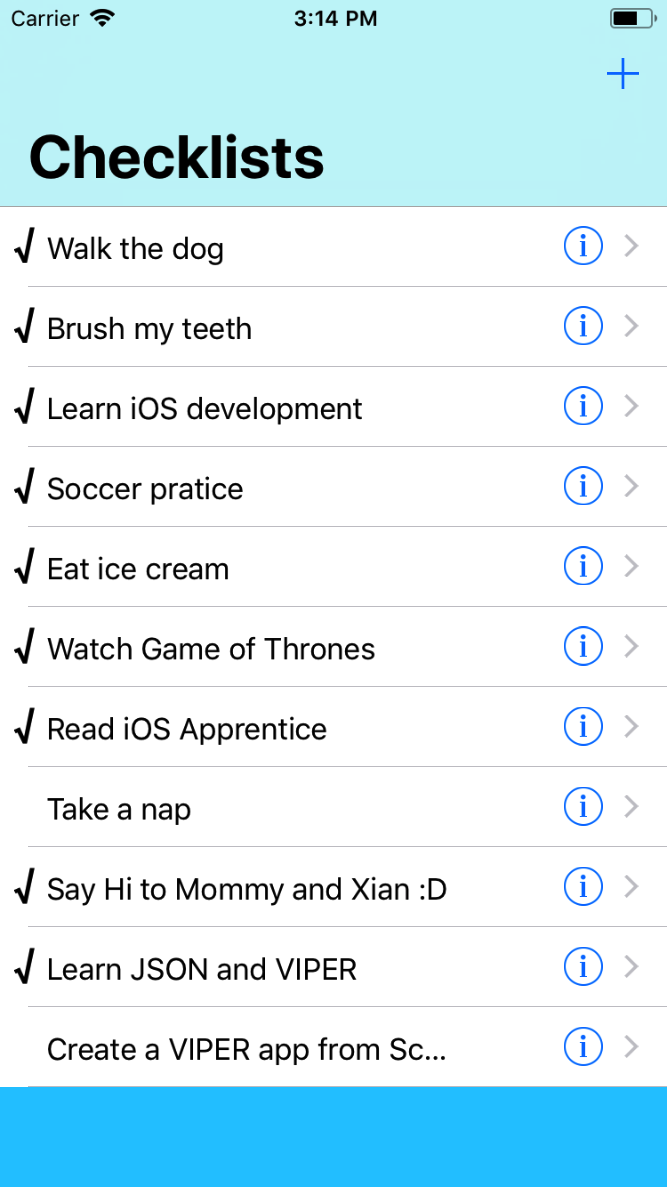 Carrier 3:14 PM
Checklists
√ Walk the dog
√ Brush my teeth
√ Learn iOS development
√ Soccer pratice
√ Eat ice cream
√ Watch Game of Thrones
√ Read iOS Apprentice
Take a nap
√ Say Hi to Mommy and Xian :D
√ Learn JSON and VIPER
Create a VIPER app from Sc...